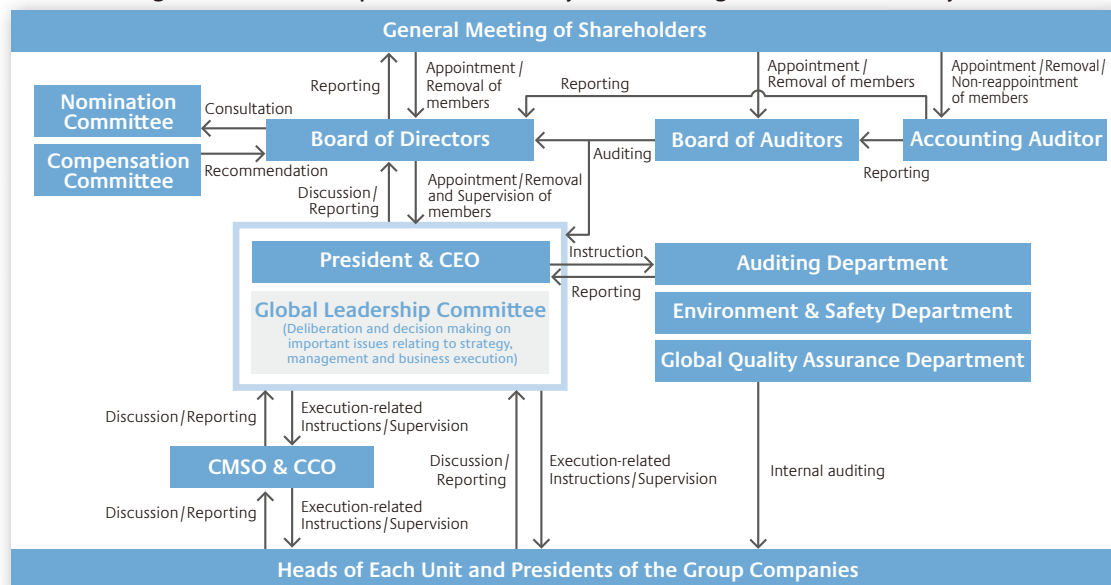 General Meeting of Shareholders
Reporting
Appointment/
Removal of
members
Reporting
Appointment/
Removal of members
Appointment/Removal/
Non-reappointment
of members
Nomination
Committee
Consultation
Board of Directors
Board of Auditors
Accounting Auditor
Compensation
Committee
Recommendation
Auditing
Reporting
Discussion/
Reporting
Appointment/Removal
and Supervision of
members
President & CEO
Instruction
Reporting
Auditing Department
Global Leadership Committee
(Deliberation and decision making on
important issues relating to strategy,
management and business execution)
Environment & Safety Department
Global Quality Assurance Department
Discussion/Reporting
Execution-related
Instructions/Supervision
CMSO & CCO
Discussion/
Reporting
Execution-related
Instructions/Supervision
Internal auditing
Discussion/Reporting
Execution-related
Instructions/Supervision
Heads of Each Unit and Presidents of the Group Companies